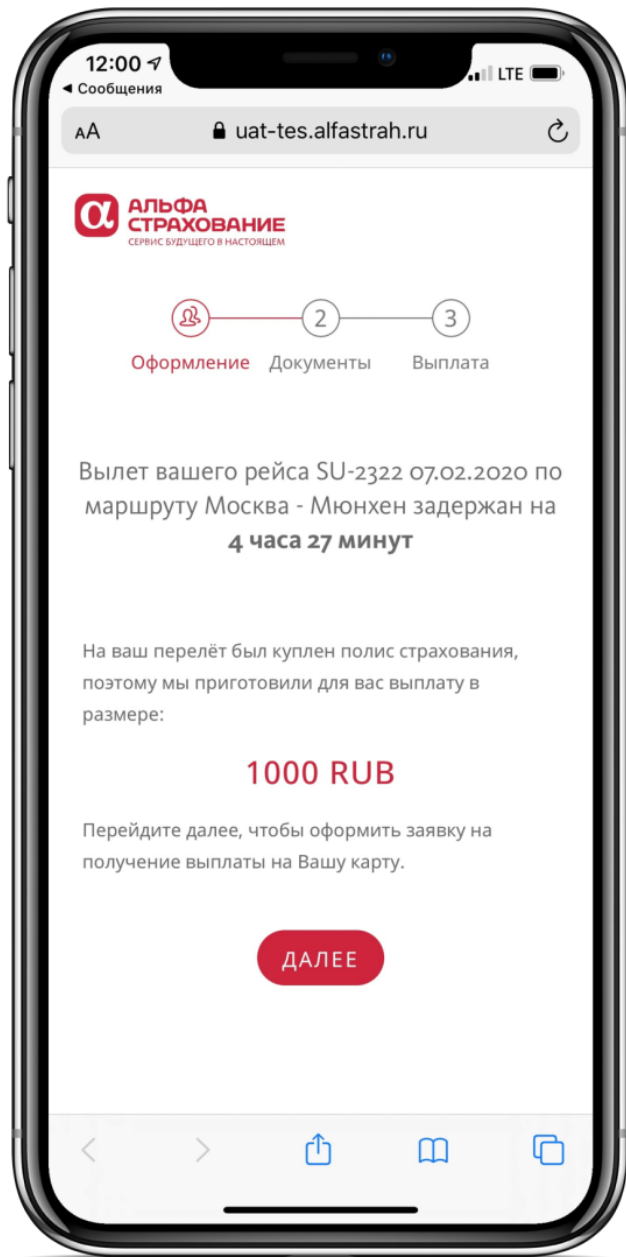 12:00
LTE
◀ Сообщения
AA uat-tes.alfastrah.ru
α АЛЬФА
СТРАХОВАНИЕ
СЕРВИС БУДУЩЕГО В НАСТОЯЩЕМ
2 3
Оформление Документы Выплата
Вылет вашего рейса SU-2322 07.02.2020 по
маршруту Москва - Мюнхен задержан на
4 часа 27 минут
На ваш перелёт был куплен полис страхования,
поэтому мы приготовили для вас выплату в
размере:
1000 RUB
Перейдите далее, чтобы оформить заявку на
получение выплаты на Вашу карту.
ДАЛЕЕ